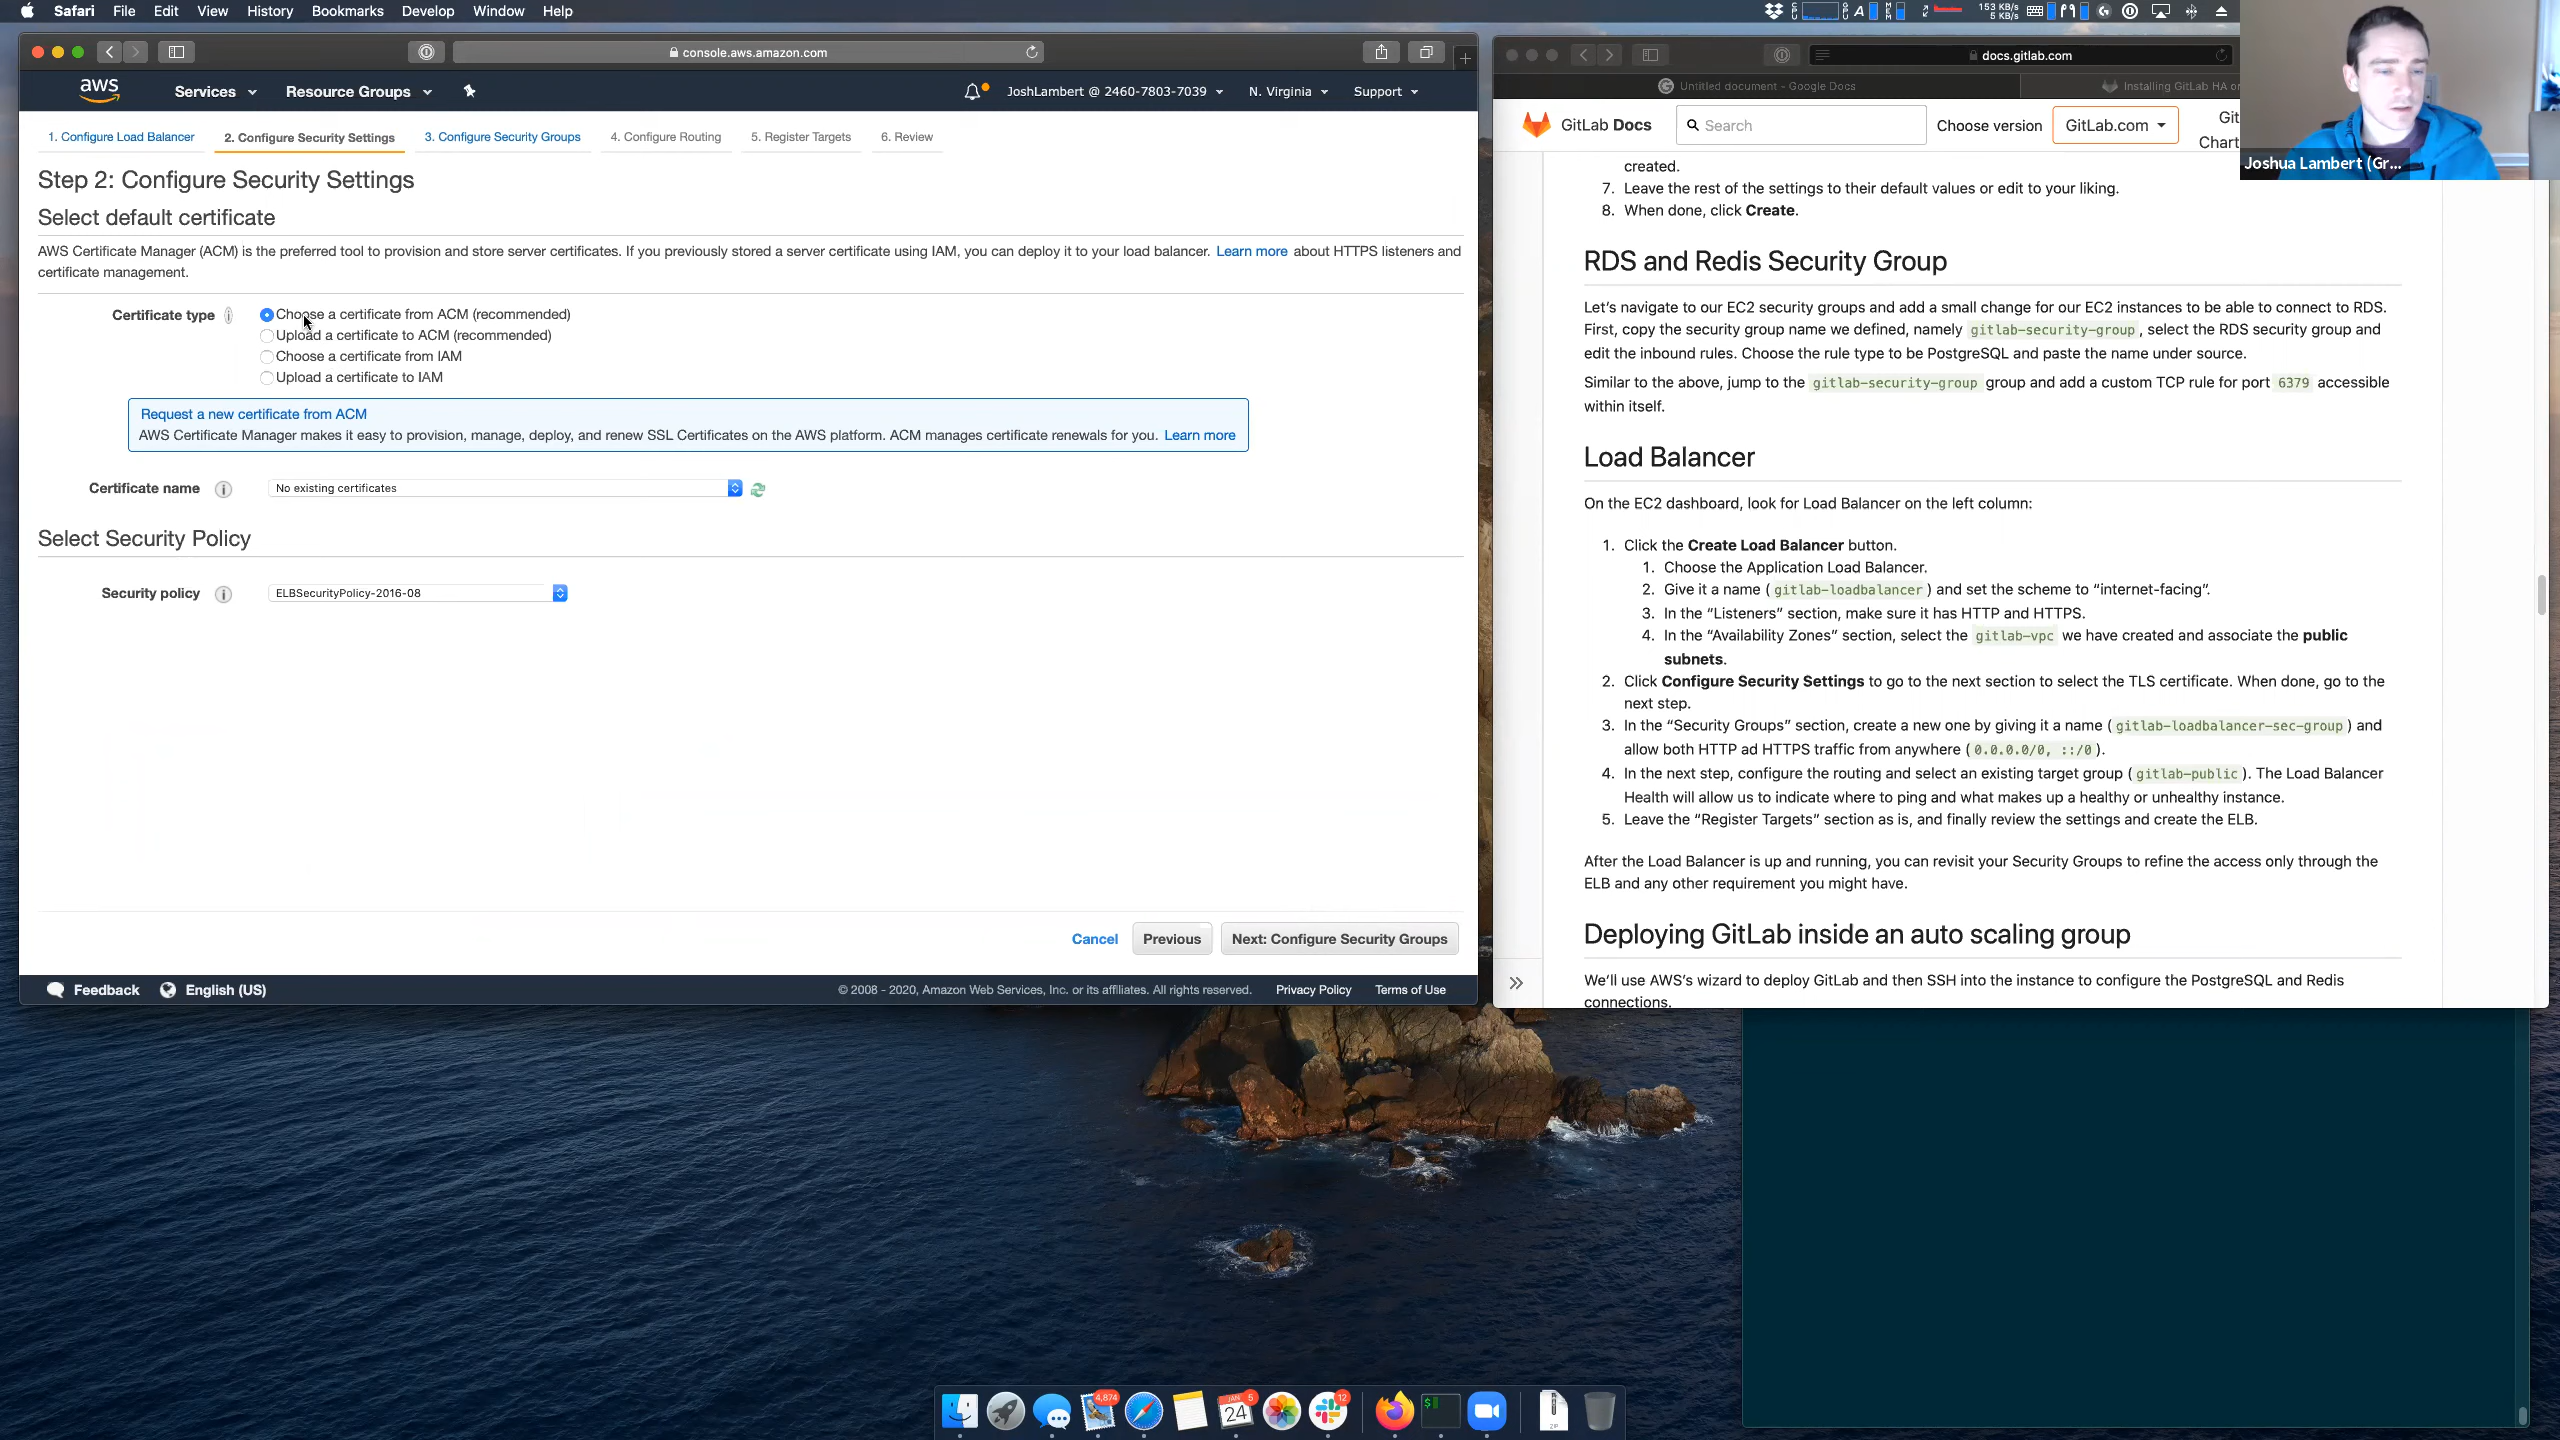 Safari File Edit View History Bookmarks Develop Window Help
153 KB/s
5 KB/s
console.aws.amazon.com
aws Services Resource Groups JoshLambert @ 2460-7803-7039 N. Virginia Support
1. Configure Load Balancer 2. Configure Security Settings 3. Configure Security Groups 4. Configure Routing 5. Register Targets 6. Review
Step 2: Configure Security Settings
Select default certificate
AWS Certificate Manager (ACM) is the preferred tool to provision and store server certificates. If you previously stored a server certificate using IAM, you can deploy it to your load balancer. Learn more about HTTPS listeners and
certificate management.
Certificate type
Choose a certificate from ACM (recommended)
Upload a certificate to ACM (recommended)
Choose a certificate from IAM
Upload a certificate to IAM
Request a new certificate from ACM
AWS Certificate Manager makes it easy to provision, manage, deploy, and renew SSL Certificates on the AWS platform. ACM manages certificate renewals for you. Learn more
Certificate name No existing certificates
Select Security Policy
Security policy ELBSecurityPolicy-2016-08
Cancel Previous Next: Configure Security Groups
Feedback English (US) © 2008 - 2020, Amazon Web Services, Inc. or its affiliates. All rights reserved. Privacy Policy Terms of Use
docs.gitlab.com
Untitled document - Google Docs Installing GitLab HA on
GitLab Docs Search Choose version GitLab.com Git
Chart
Joshua Lambert (Gr...
created.
7. Leave the rest of the settings to their default values or edit to your liking.
8. When done, click Create.
RDS and Redis Security Group
Let's navigate to our EC2 security groups and add a small change for our EC2 instances to be able to connect to RDS.
First, copy the security group name we defined, namely gitlab-security-group, select the RDS security group and
edit the inbound rules. Choose the rule type to be PostgreSQL and paste the name under source.
Similar to the above, jump to the gitlab-security-group group and add a custom TCP rule for port 6379 accessible
within itself.
Load Balancer
On the EC2 dashboard, look for Load Balancer on the left column:
1. Click the Create Load Balancer button.
1. Choose the Application Load Balancer.
2. Give it a name (gitlab-loadbalancer) and set the scheme to "internet-facing".
3. In the "Listeners" section, make sure it has HTTP and HTTPS.
4. In the "Availability Zones" section, select the gitlab-vpc we have created and associate the public
subnets.
2. Click Configure Security Settings to go to the next section to select the TLS certificate. When done, go to the
next step.
3. In the "Security Groups" section, create a new one by giving it a name (gitlab-loadbalancer-sec-group) and
allow both HTTP ad HTTPS traffic from anywhere (0.0.0.0/0, ::/0).
4. In the next step, configure the routing and select an existing target group (gitlab-public). The Load Balancer
Health will allow us to indicate where to ping and what makes up a healthy or unhealthy instance.
5. Leave the "Register Targets" section as is, and finally review the settings and create the ELB.
After the Load Balancer is up and running, you can revisit your Security Groups to refine the access only through the
ELB and any other requirement you might have.
Deploying GitLab inside an auto scaling group
We'll use AWS's wizard to deploy GitLab and then SSH into the instance to configure the PostgreSQL and Redis
connections.
4,874 JAN 24 5 12 ZIP